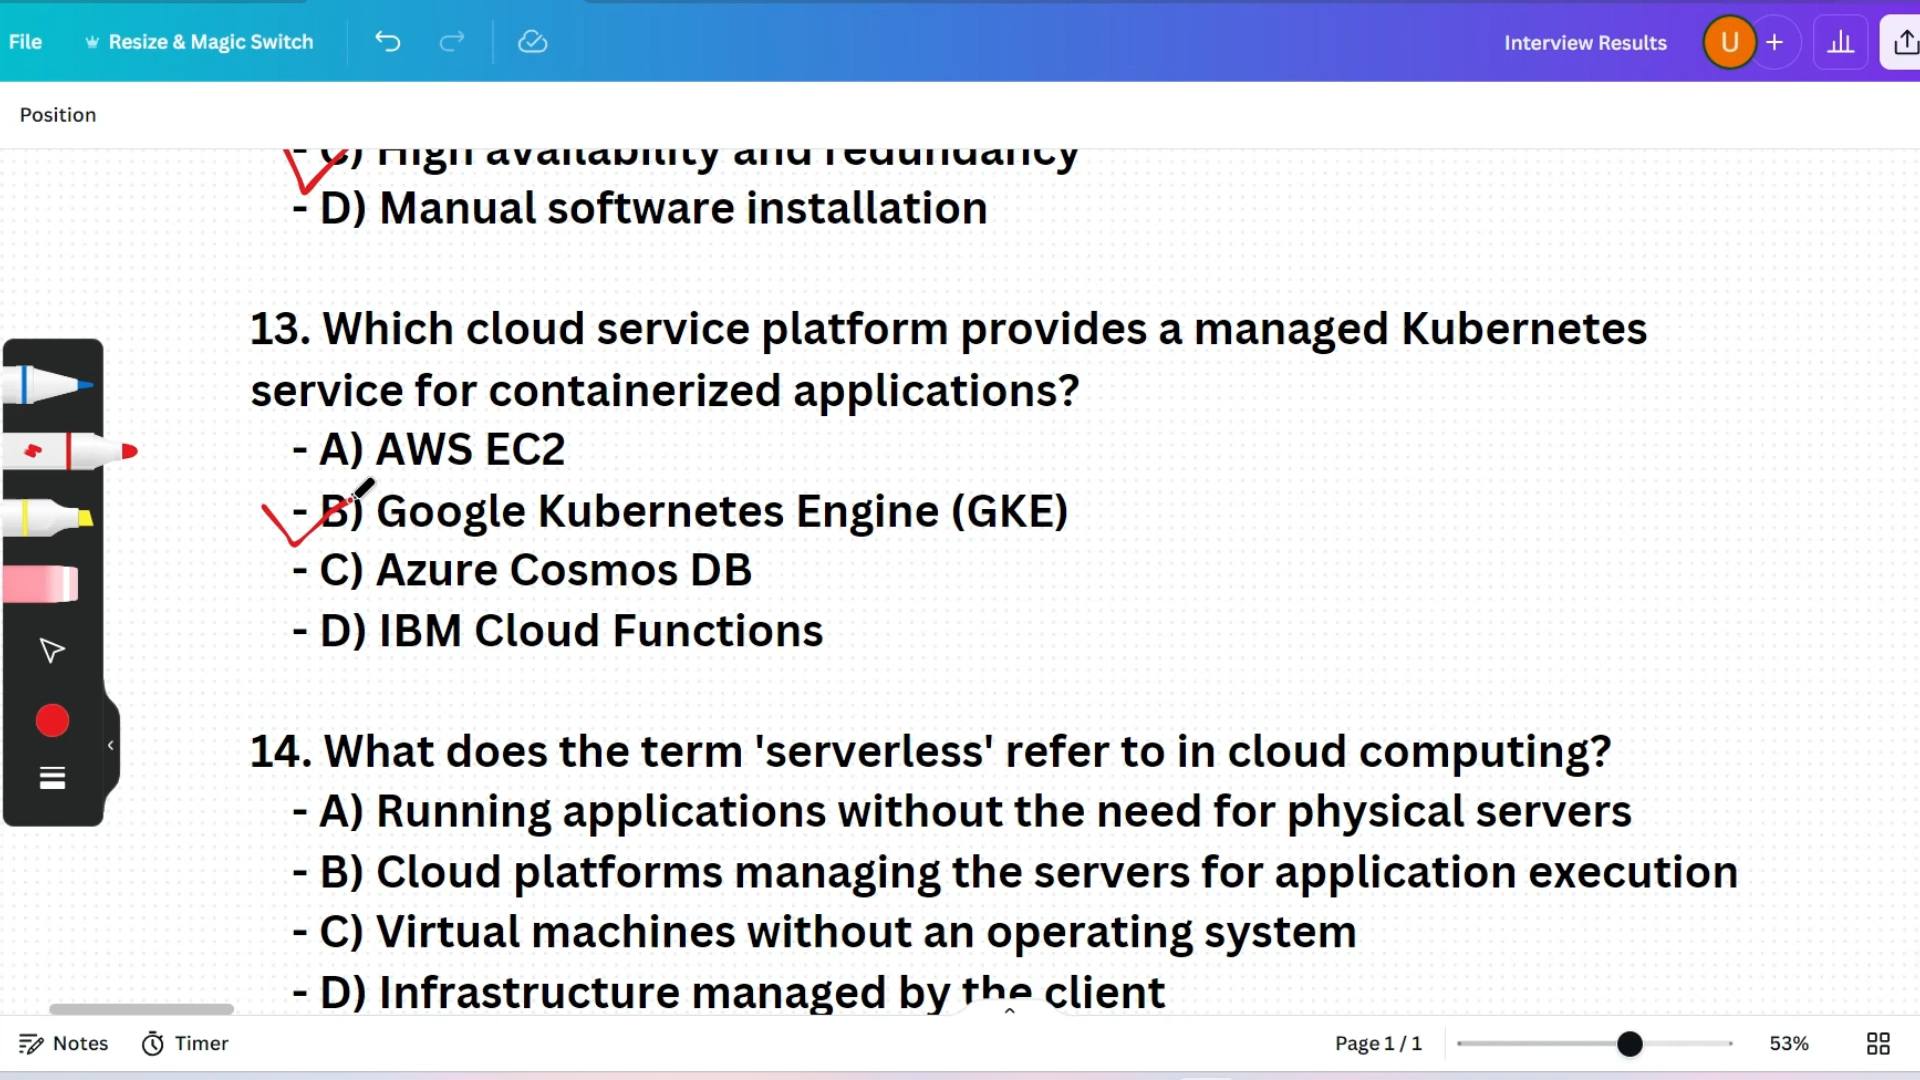 File
Resize & Magic Switch
Interview Results
U
Position
- C) High availability and redundancy
- D) Manual software installation
13. Which cloud service platform provides a managed Kubernetes
service for containerized applications?
- A) AWS EC2
- B) Google Kubernetes Engine (GKE)
- C) Azure Cosmos DB
- D) IBM Cloud Functions
14. What does the term 'serverless' refer to in cloud computing?
- A) Running applications without the need for physical servers
- B) Cloud platforms managing the servers for application execution
- C) Virtual machines without an operating system
- D) Infrastructure managed by the client
Notes
Timer
Page 1 / 1
53%